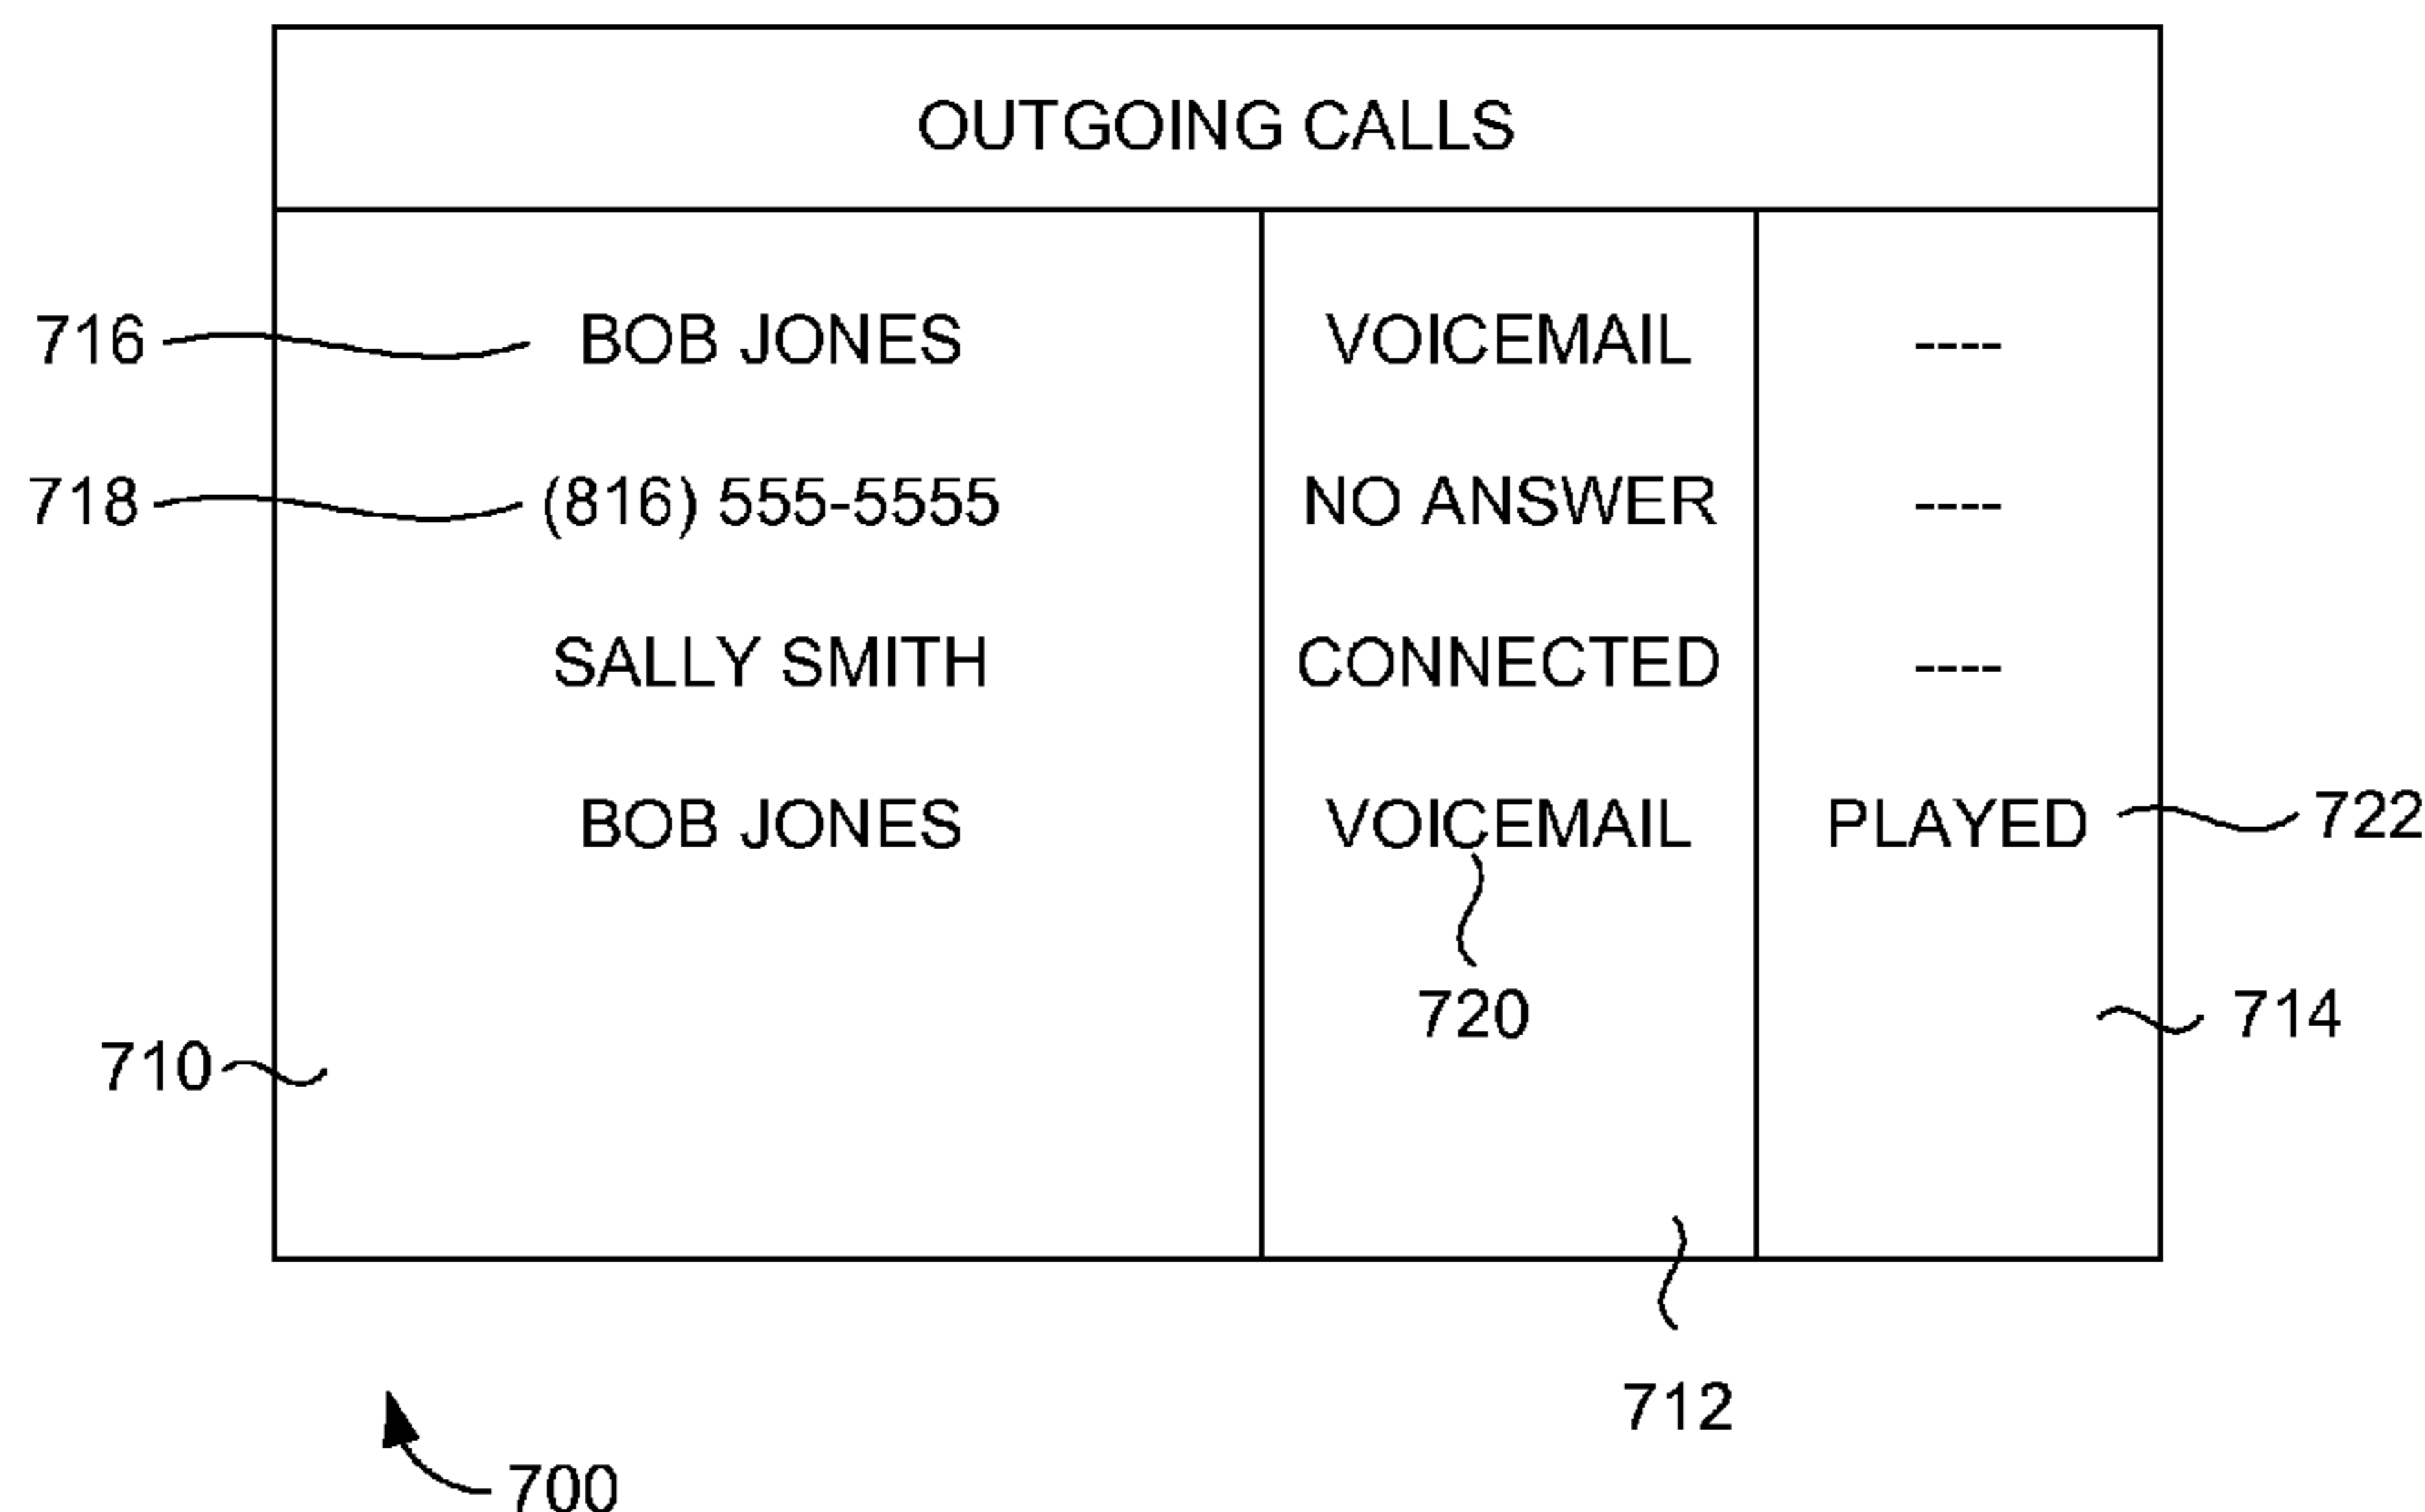 OUTGOING CALLS
716 BOB JONES VOICEMAIL ----
718 (816) 555-5555 NO ANSWER ----
SALLY SMITH CONNECTED ----
BOB JONES VOICEMAIL PLAYED 722
720 714
710
712
700